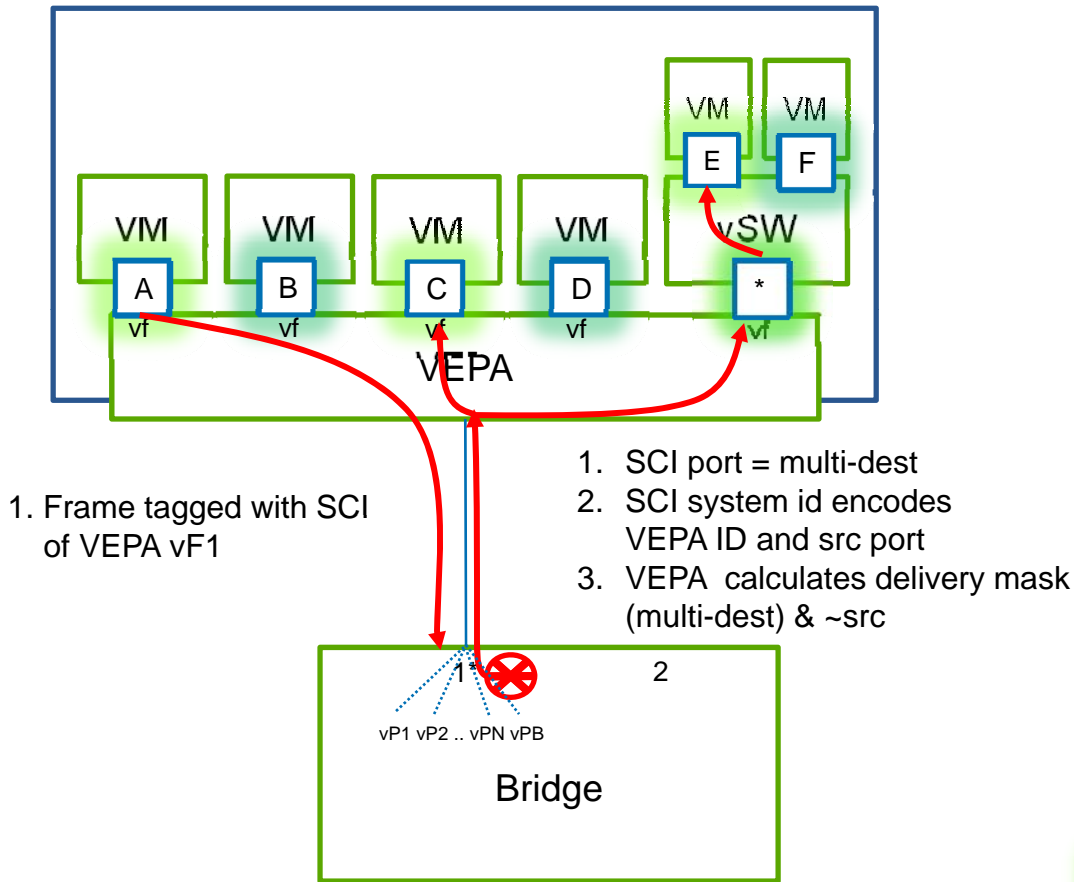 VM VM
E F
VM VM VM VM vSW
A B C D *
vf vf vf vf vf
VEPA
1. Frame tagged with SCI
of VEPA vF1
1. SCI port = multi-dest
2. SCI system id encodes
VEPA ID and src port
3. VEPA calculates delivery mask
(multi-dest) & ~src
1* 2
vP1 vP2 .. vPN vPB
Bridge